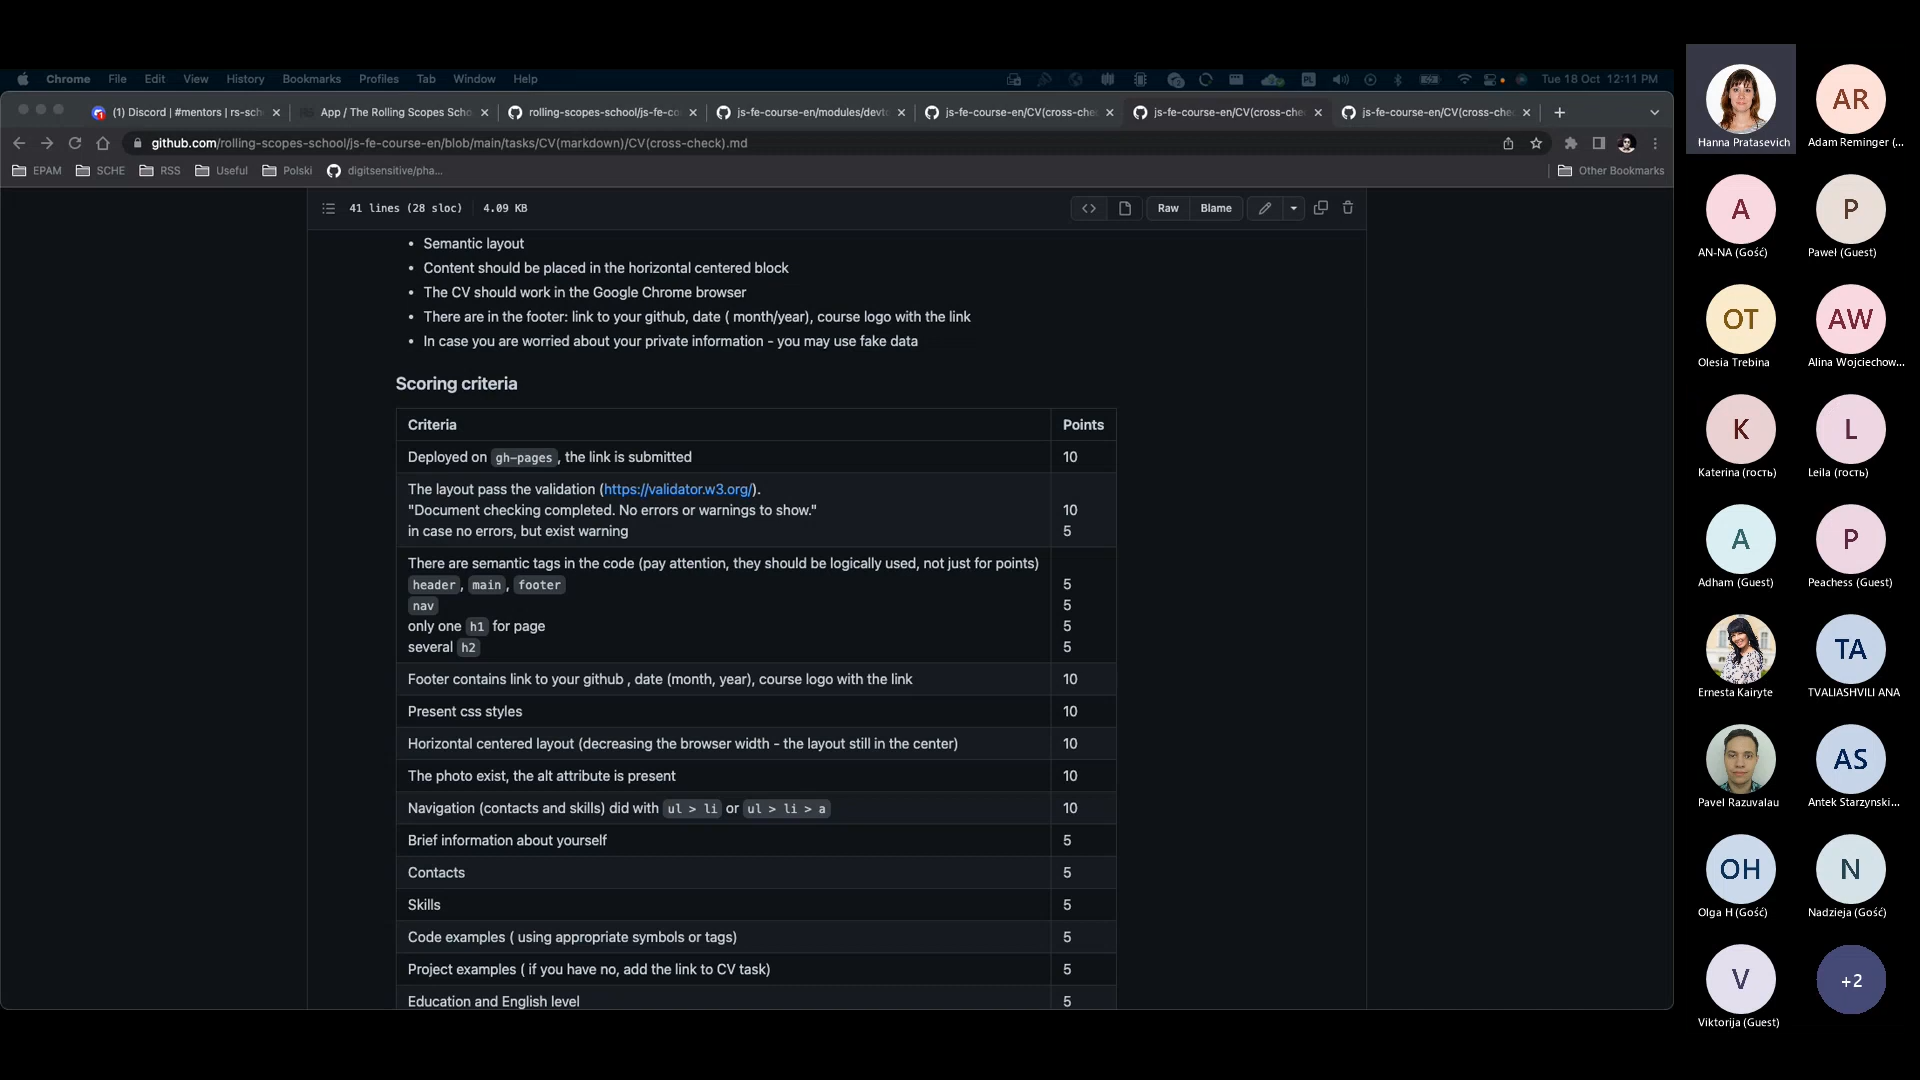 Chrome File Edit View History Bookmarks Profiles Tab Window Help PL Tue 18 Oct 12:11 PM
(1) Discord | #mentors | rs-sch
App / The Rolling Scopes Scho
rolling-scopes-school/js-fe-co
js-fe-course-en/modules/devto
js-fe-course-en/CV(cross-chec
js-fe-course-en/CV(cross-chec
js-fe-course-en/CV(cross-chec
github.com/rolling-scopes-school/js-fe-course-en/blob/main/tasks/CV(markdown)/CV(cross-check).md
EPAM SCHE RSS Useful Polski digitsensitive/pha... Other Bookmarks
41 lines (28 sloc) 4.09 KB <> Raw Blame
• Semantic layout
• Content should be placed in the horizontal centered block
• The CV should work in the Google Chrome browser
• There are in the footer: link to your github, date ( month/year), course logo with the link
• In case you are worried about your private information - you may use fake data
Scoring criteria
Criteria Points
Deployed on gh-pages , the link is submitted 10
The layout pass the validation (https://validator.w3.org/).
"Document checking completed. No errors or warnings to show." 10
in case no errors, but exist warning 5
There are semantic tags in the code (pay attention, they should be logically used, not just for points)
header , main , footer 5
nav 5
only one h1 for page 5
several h2 5
Footer contains link to your github , date (month, year), course logo with the link 10
Present css styles 10
Horizontal centered layout (decreasing the browser width - the layout still in the center) 10
The photo exist, the alt attribute is present 10
Navigation (contacts and skills) did with ul > li or ul > li > a 10
Brief information about yourself 5
Contacts 5
Skills 5
Code examples ( using appropriate symbols or tags) 5
Project examples ( if you have no, add the link to CV task) 5
Education and English level 5
Hanna Pratasevich
AR
Adam Reminger (...
A
AN-NA (Gość)
P
Paweł (Guest)
OT
Olesia Trebina
AW
Alina Wojciechow...
K
Katerina (гость)
L
Leila (гость)
A
Adham (Guest)
P
Peachess (Guest)
Ernesta Kairyte
TA
TVALIASHVILI ANA
Pavel Razuvalau
AS
Antek Starzynski...
OH
Olga H (Gość)
N
Nadzieja (Gość)
V
Viktorija (Guest)
+2